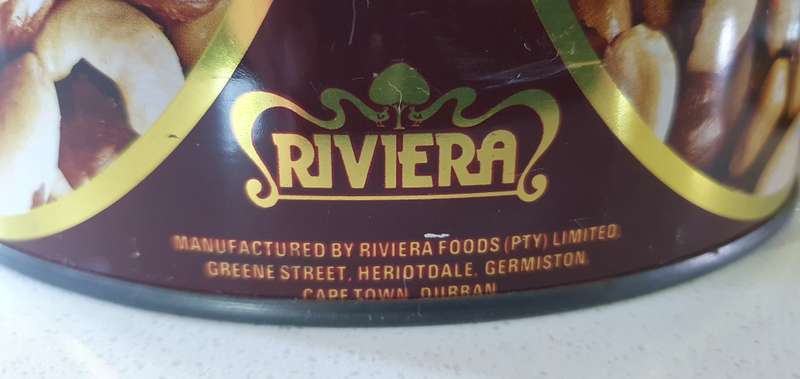 RIVIERA
MANUFACTURED BY RIVIERA FOODS (PTY) LIMITED.
GREENE STREET, HERIOTDALE, GERMISTON.
CAPE TOWN, DURBAN